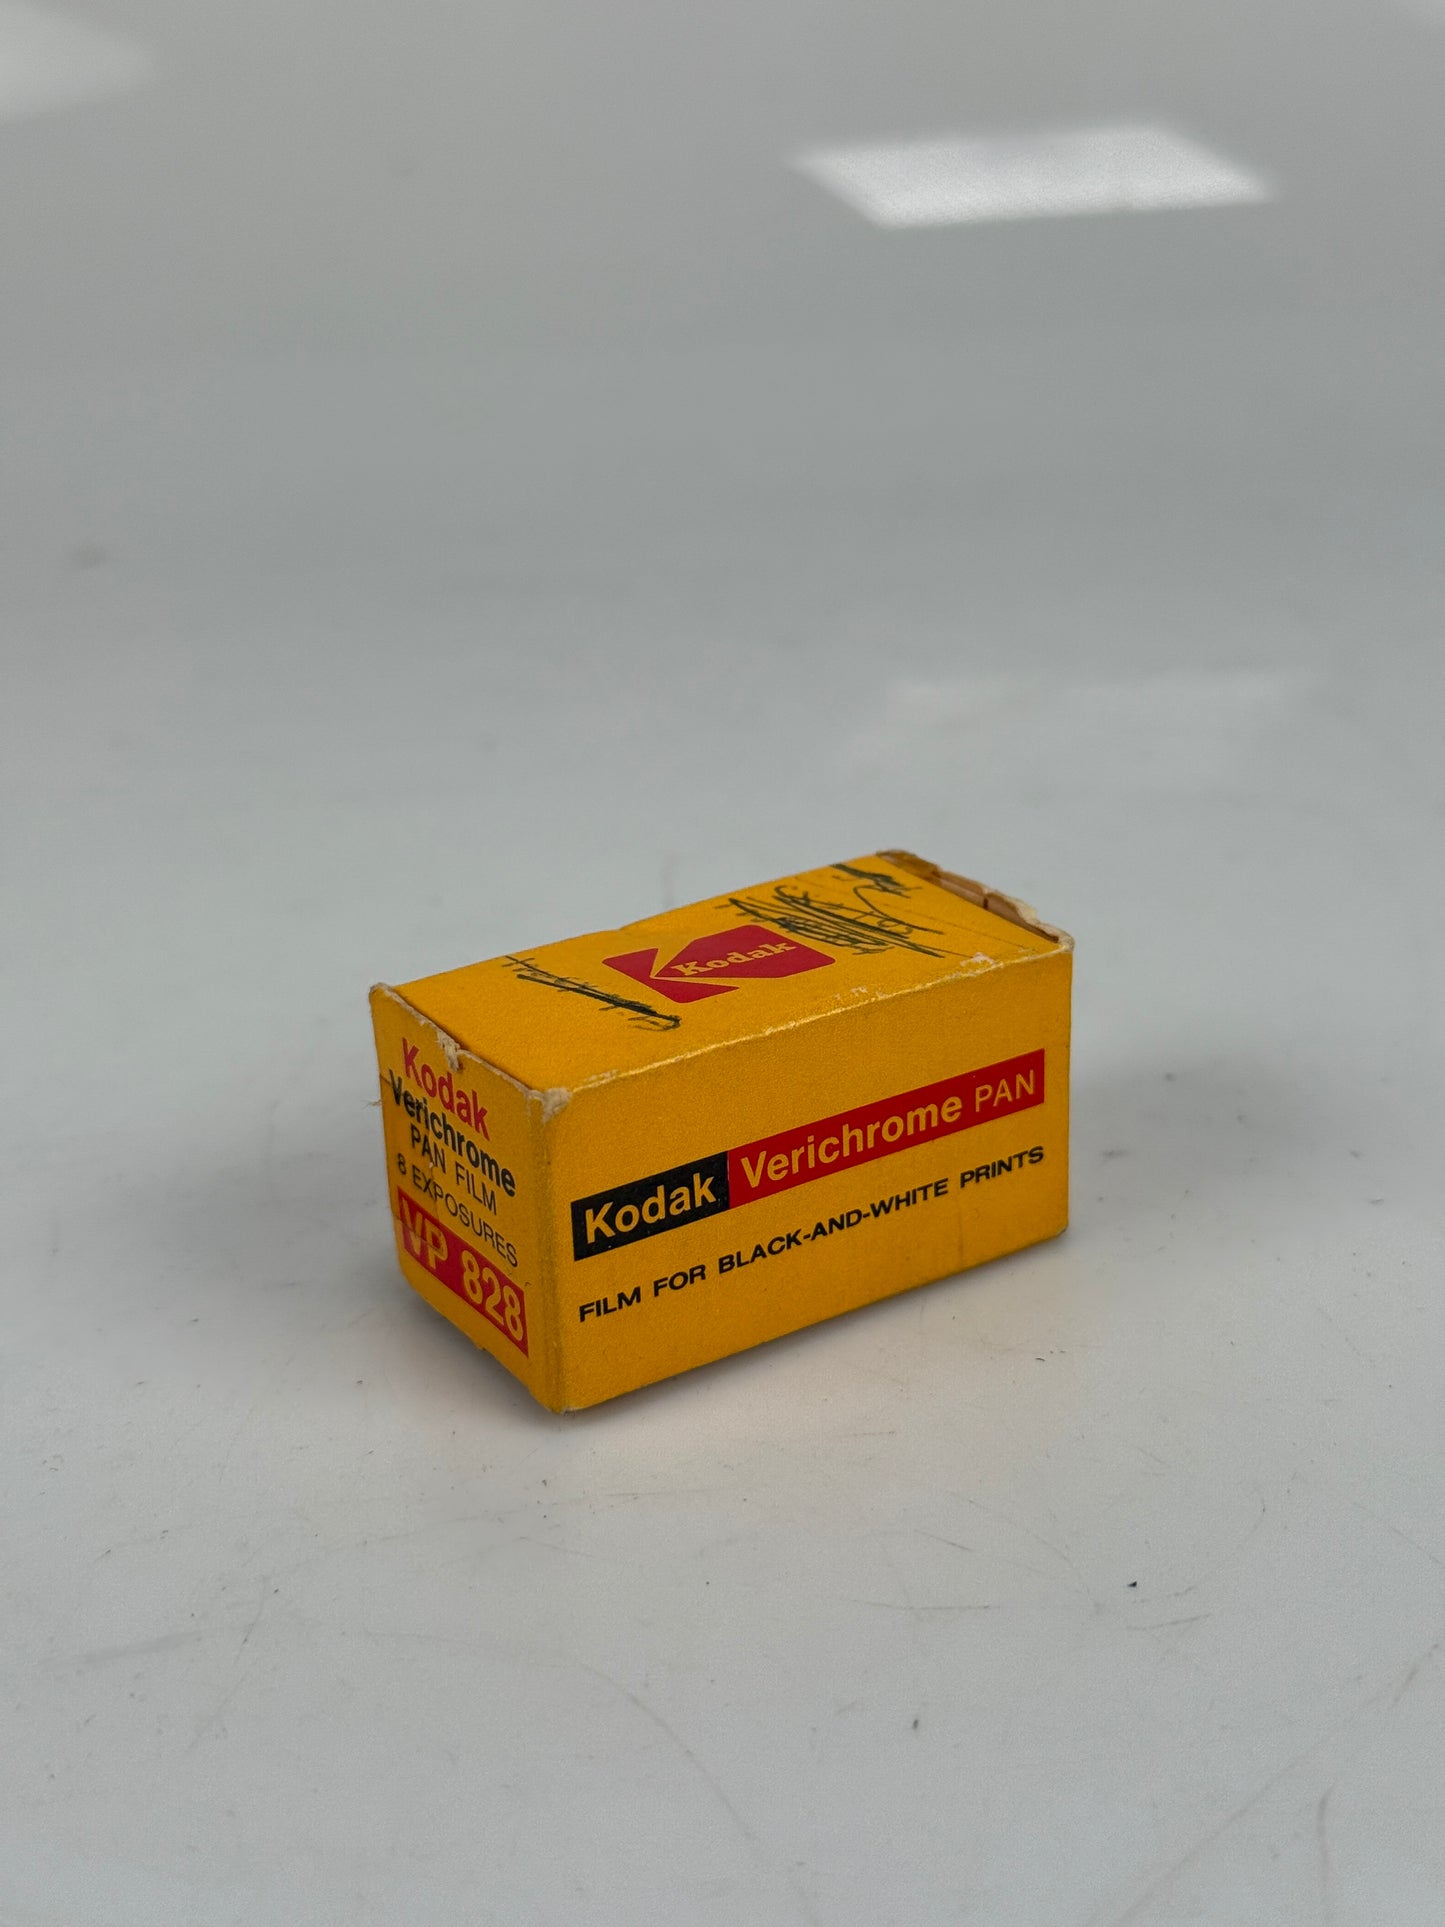 Kodak
Kodak
Verichrome
PAN FILM
8 EXPOSURES
VP 828
Kodak Verichrome PAN
FILM FOR BLACK-AND-WHITE PRINTS